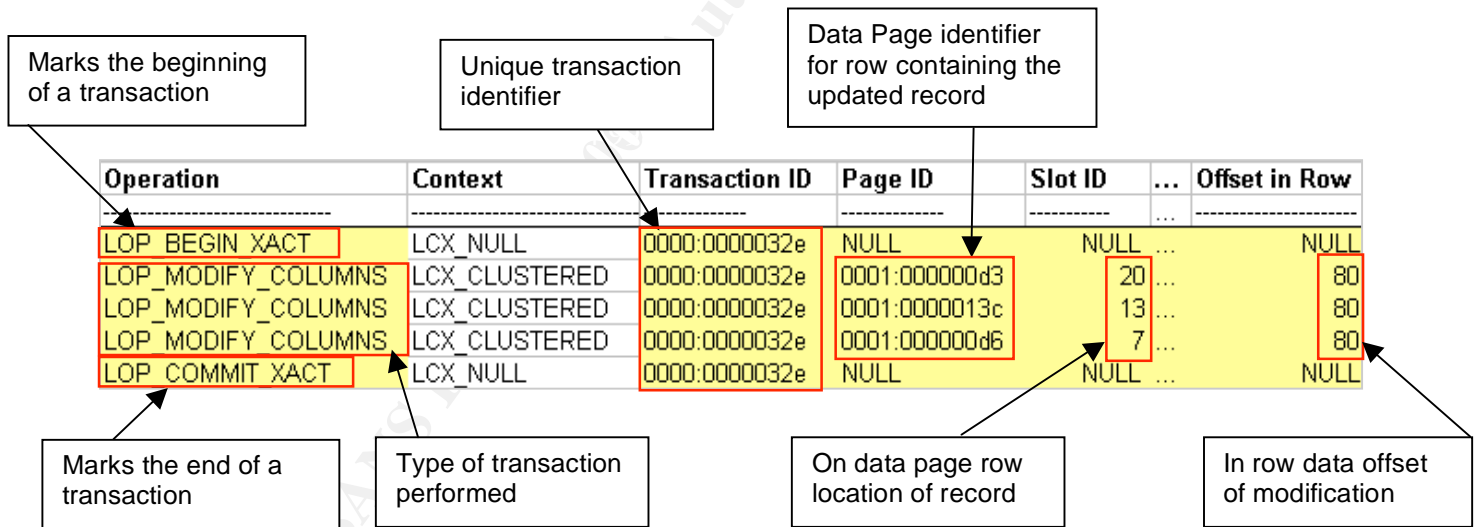 Marks the beginning
of a transaction
Unique transaction
identifier
Data Page identifier
for row containing the
updated record
Operation Context Transaction ID Page ID Slot ID ... Offset in Row
------------------------------ ------------------------------ -------------- -------------- ----------- ... ---------------------
LOP_BEGIN_XACT LCX_NULL 0000:0000032e NULL NULL ... NULL
LOP_MODIFY_COLUMNS LCX_CLUSTERED 0000:0000032e 0001:000000d3 20 ... 80
LOP_MODIFY_COLUMNS LCX_CLUSTERED 0000:0000032e 0001:0000013c 13 ... 80
LOP_MODIFY_COLUMNS LCX_CLUSTERED 0000:0000032e 0001:000000d6 7 ... 80
LOP_COMMIT_XACT LCX_NULL 0000:0000032e NULL NULL ... NULL
Marks the end of a
transaction
Type of transaction
performed
On data page row
location of record
In row data offset
of modification